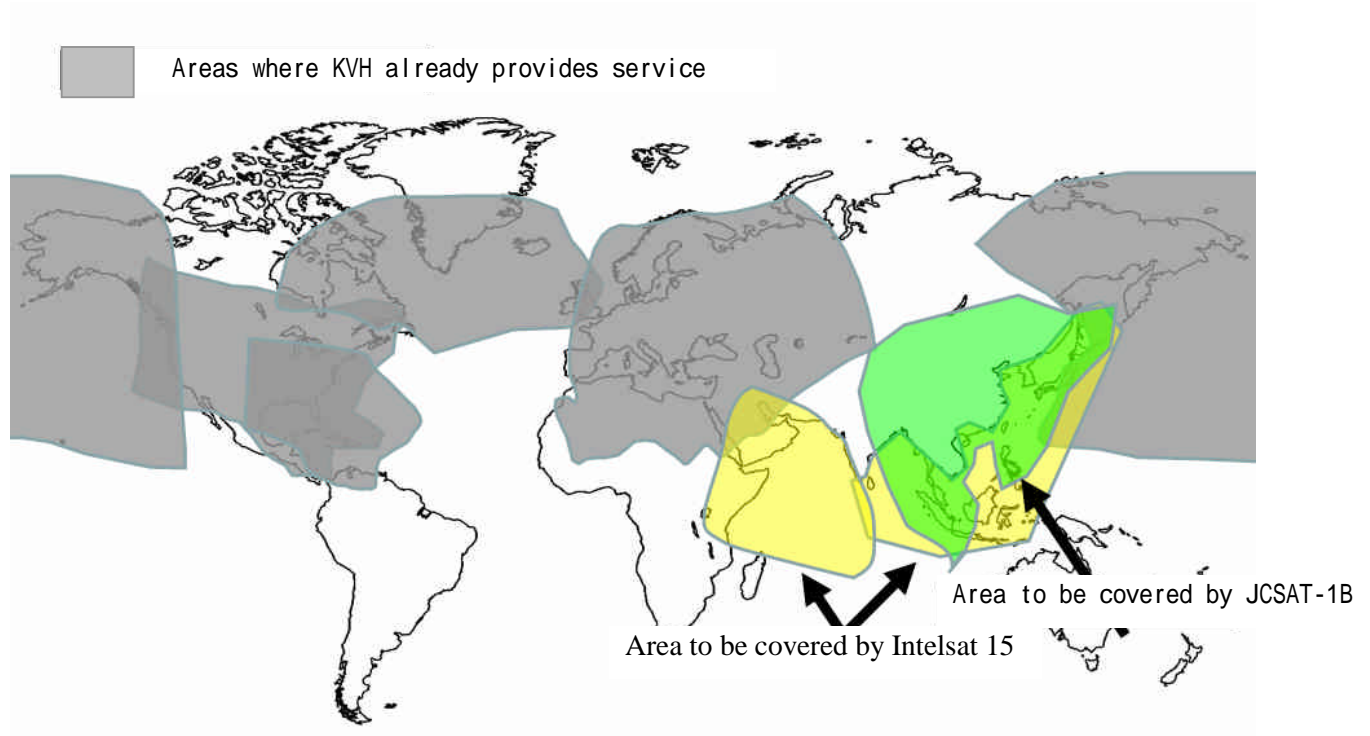 Areas where KVH already provides service
Area to be covered by JCSAT-1B
Area to be covered by Intelsat 15